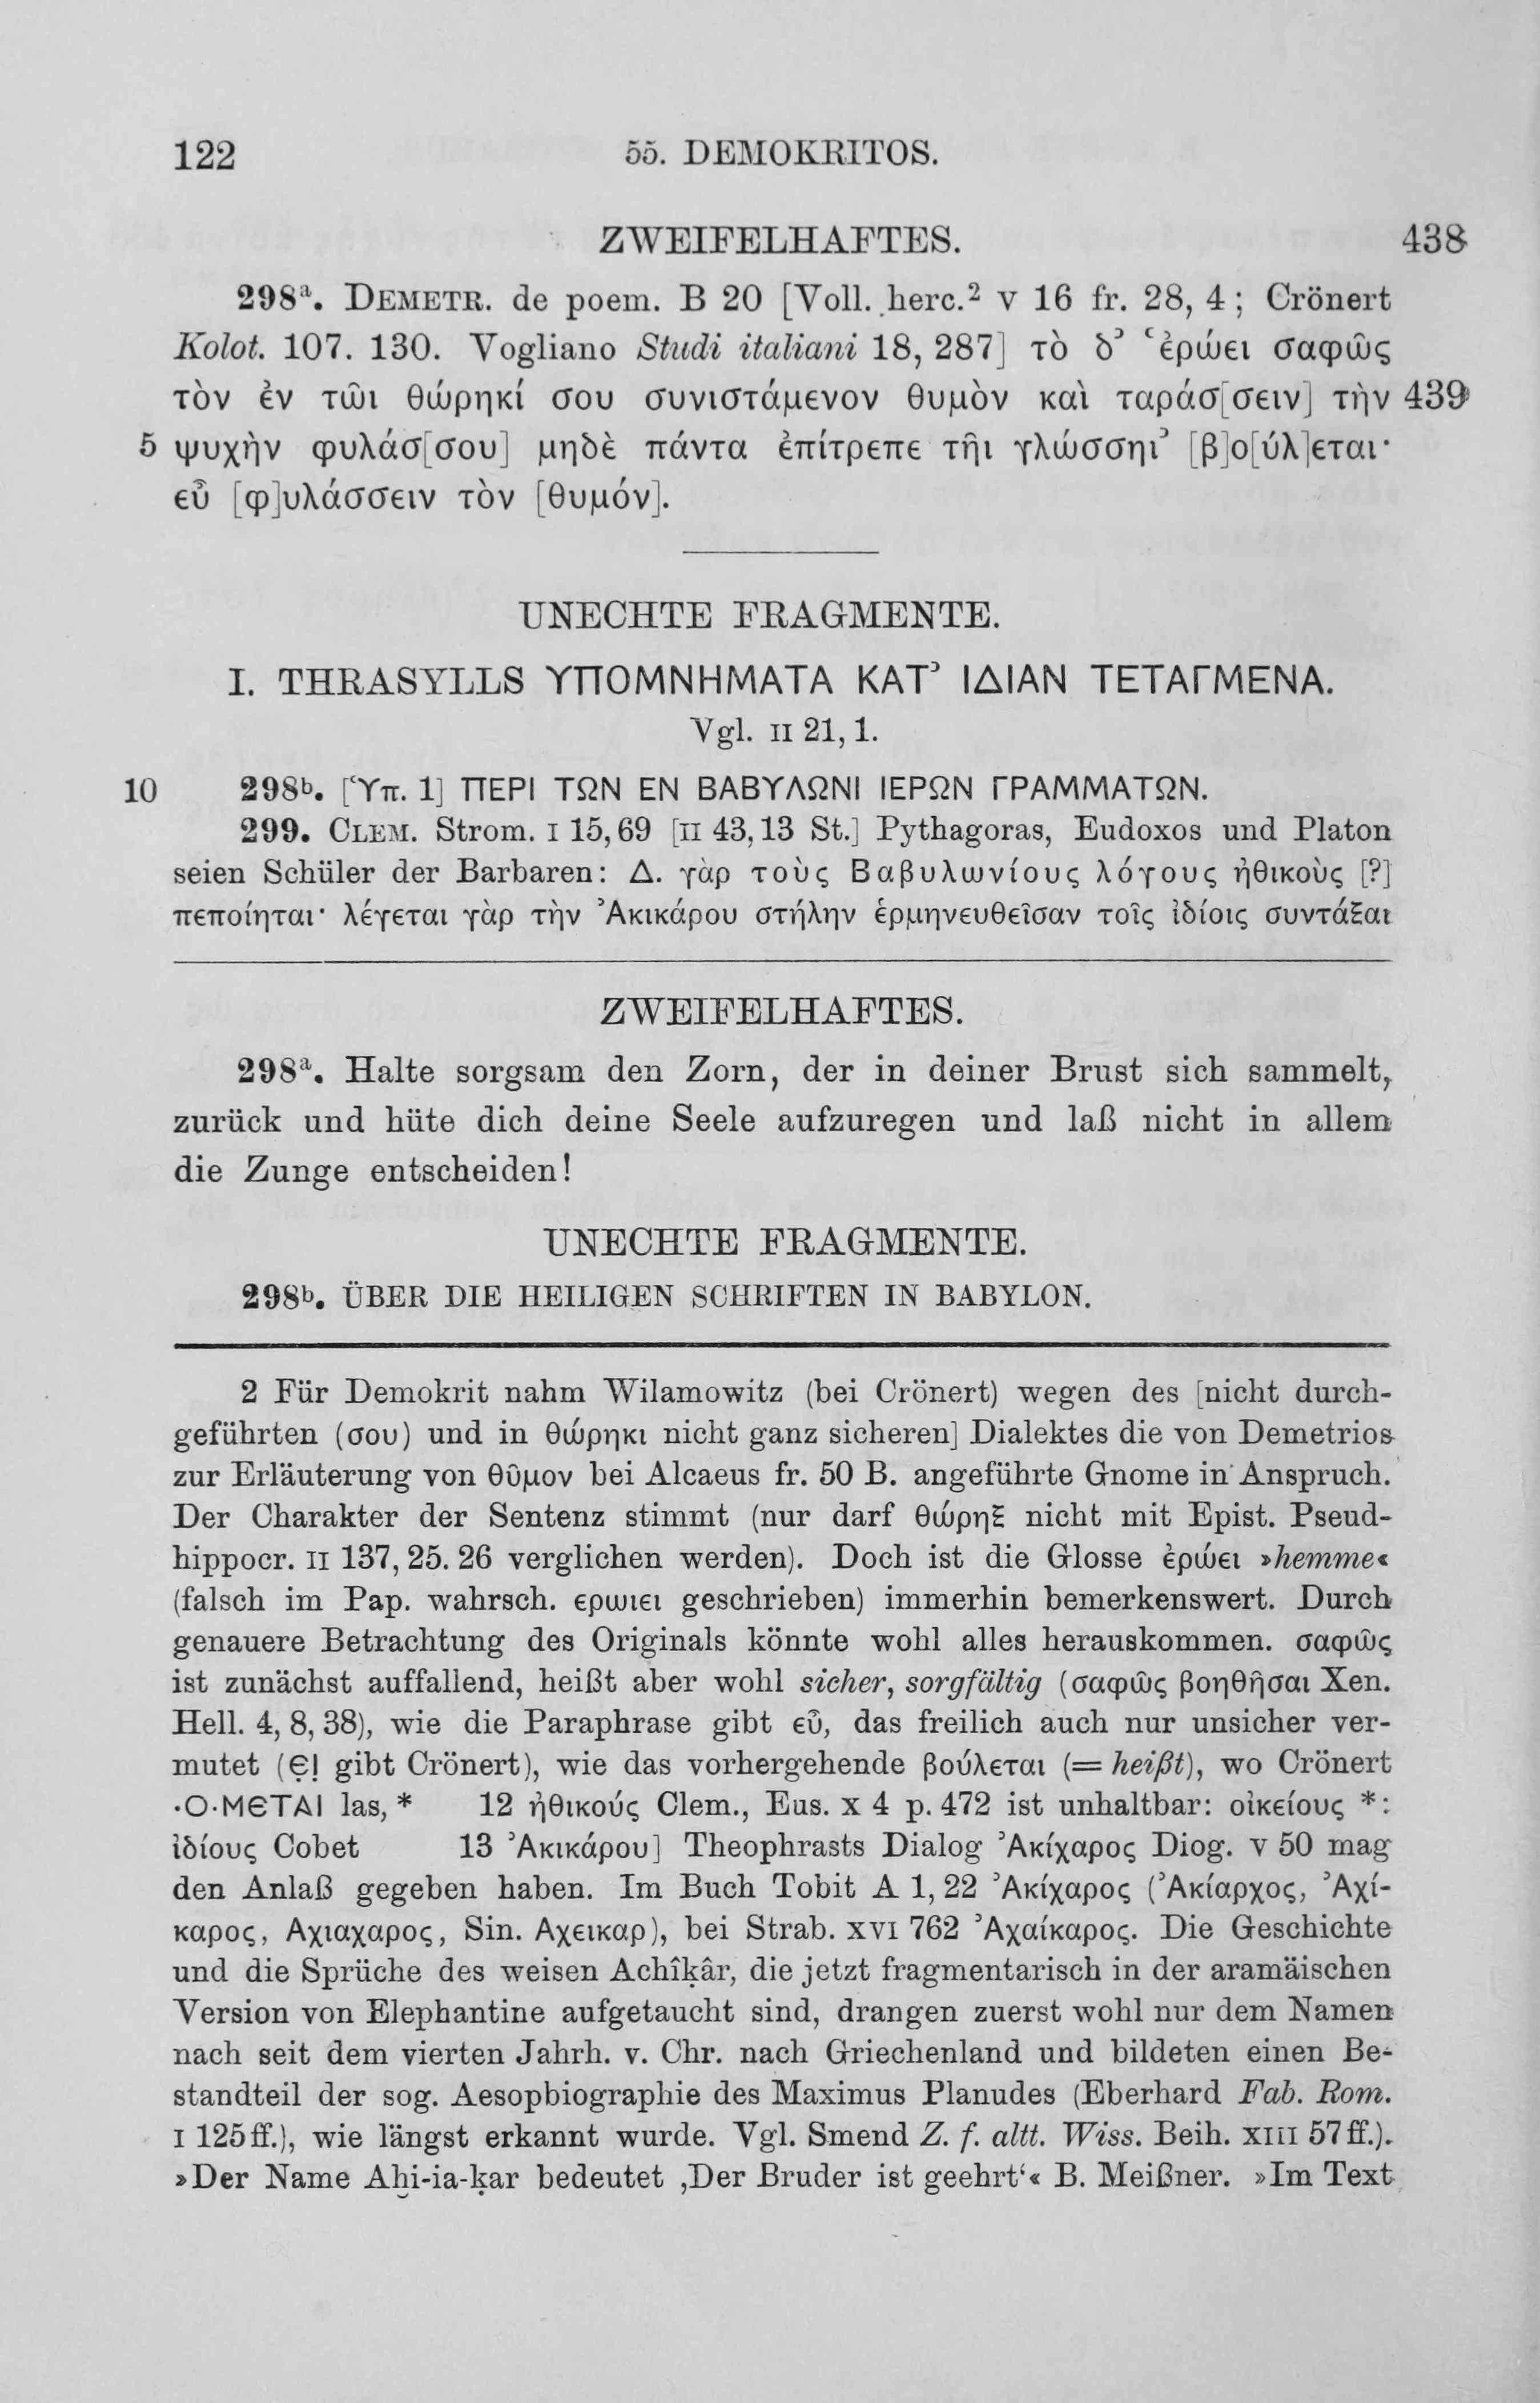 122 55. DEMOKRITOS.
ZWEIFELHAFTES. 438
298ᵃ. DEMETR. de poem. B 20 [Voll. herc.² V 16 fr. 28, 4; Crönert
Kolot. 107. 130. Vogliano Studi italiani 18, 287] τὸ δ᾽ ‘ἐρώει σαφῶς
τὸν ἐν τῶι θώρηκί σου συνιστάμενον θυμὸν καὶ ταράσ[σειν] τὴν 439
5 ψυχὴν φυλάσ[σου] μηδὲ πάντα ἐπίτρεπε τῆι γλώσσηι’ [β]ο[ύλ]εται·
εὖ [φ]υλάσσειν τὸν [θυμόν].
UNECHTE FRAGMENTE.
I. THRASYLLS ΥΠΟΜΝΗΜΑΤΑ ΚΑΤ᾽ ΙΔΙΑΝ ΤΕΤΑΓΜΕΝΑ.
Vgl. II 21, 1.
10 298ᵇ. [Ὑπ. 1] ΠΕΡΙ ΤΩΝ ΕΝ ΒΑΒΥΛΩΝΙ ΙΕΡΩΝ ΓΡΑΜΜΑΤΩΝ.
299. CLEM. Strom. I 15, 69 [II 43, 13 St.] Pythagoras, Eudoxos und Platon
seien Schüler der Barbaren: Δ. γὰρ τοὺς Βαβυλωνίους λόγους ἠθικοὺς [?]
πεποίηται· λέγεται γὰρ τὴν Ἀκικάρου στήλην ἑρμηνευθεῖσαν τοῖς ἰδίοις συντάξαι
ZWEIFELHAFTES.
298ᵃ. Halte sorgsam den Zorn, der in deiner Brust sich sammelt,
zurück und hüte dich deine Seele aufzuregen und laß nicht in allem
die Zunge entscheiden!
UNECHTE FRAGMENTE.
298ᵇ. ÜBER DIE HEILIGEN SCHRIFTEN IN BABYLON.
2 Für Demokrit nahm Wilamowitz (bei Crönert) wegen des [nicht durch-
geführten (σου) und in θώρηκι nicht ganz sicheren] Dialektes die von Demetrios
zur Erläuterung von θῦμον bei Alcaeus fr. 50 B. angeführte Gnome in Anspruch.
Der Charakter der Sentenz stimmt (nur darf θώρηξ nicht mit Epist. Pseud-
hippocr. II 137, 25. 26 verglichen werden). Doch ist die Glosse ἐρώει »hemme«
(falsch im Pap. wahrsch. ερωιει geschrieben) immerhin bemerkenswert. Durch
genauere Betrachtung des Originals könnte wohl alles herauskommen. σαφῶς
ist zunächst auffallend, heißt aber wohl sicher, sorgfältig (σαφῶς βοηθῆσαι Xen.
Hell. 4, 8, 38), wie die Paraphrase gibt εὖ, das freilich auch nur unsicher ver-
mutet (Ϲ̣! gibt Crönert), wie das vorhergehende βούλεται (= heißt), wo Crönert
·Ο·ΜЄΤΑΙ las, * 12 ἠθικούς Clem., Eus. X 4 p. 472 ist unhaltbar: οἰκείους *:
ἰδίους Cobet 13 Ἀκικάρου] Theophrasts Dialog Ἀκίχαρος Diog. V 50 mag
den Anlaß gegeben haben. Im Buch Tobit A 1, 22 Ἀκίχαρος (Ἀκίαρχος, Ἀχί-
καρος, Αχιαχαρος, Sin. Αχεικαρ), bei Strab. XVI 762 Ἀχαίκαρος. Die Geschichte
und die Sprüche des weisen Achîḳâr, die jetzt fragmentarisch in der aramäischen
Version von Elephantine aufgetaucht sind, drangen zuerst wohl nur dem Namen
nach seit dem vierten Jahrh. v. Chr. nach Griechenland und bildeten einen Be-
standteil der sog. Aesopbiographie des Maximus Planudes (Eberhard Fab. Rom.
I 125 ff.), wie längst erkannt wurde. Vgl. Smend Z. f. altt. Wiss. Beih. XIII 57 ff.).
»Der Name Aḫi-ia-ḳar bedeutet ‚Der Bruder ist geehrt‘« B. Meißner. »Im Text